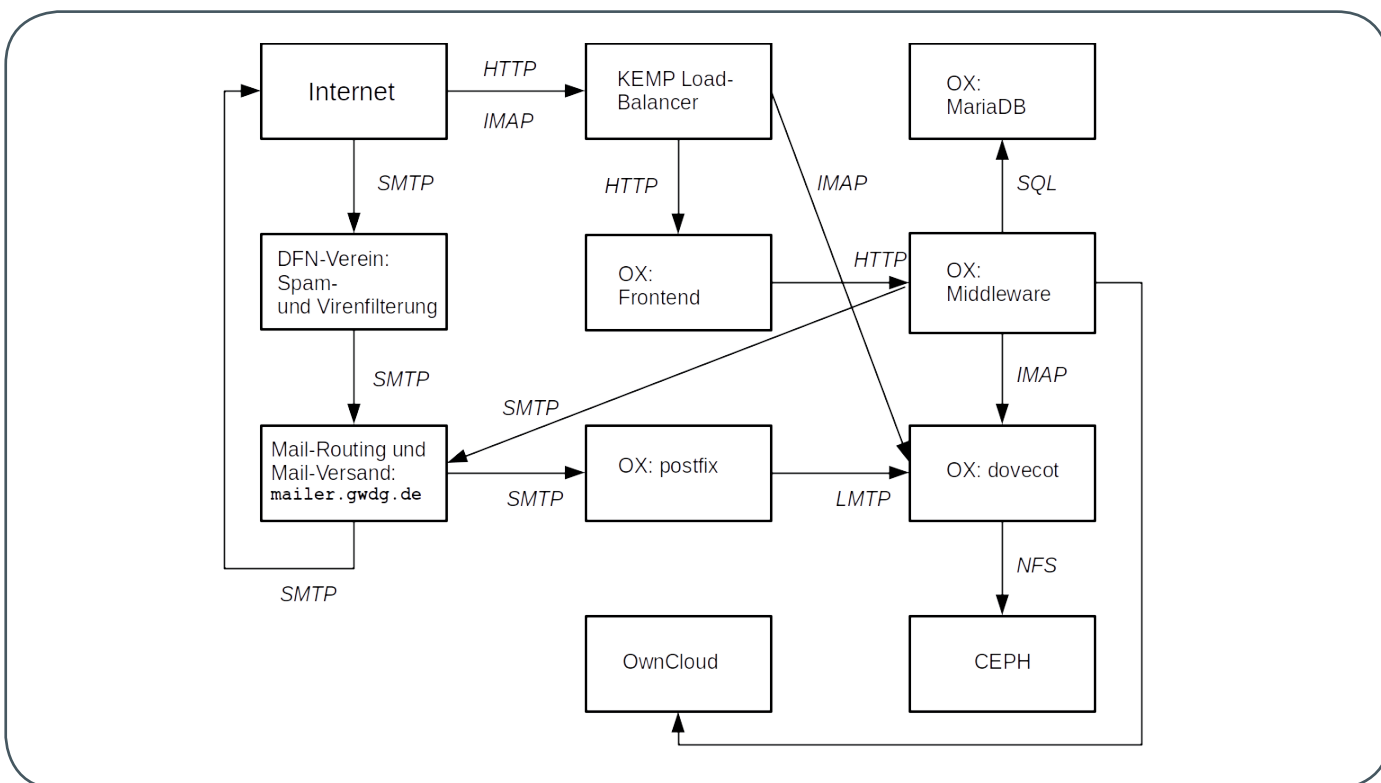 Internet
HTTP
IMAP
KEMP Load-
Balancer
OX:
MariaDB
SMTP
HTTP
IMAP
SQL
DFN-Verein:
Spam-
und Virenfilterung
OX:
Frontend
HTTP
OX:
Middleware
SMTP
SMTP
IMAP
Mail-Routing und
Mail-Versand:
mailer.gwdg.de
SMTP
OX: postfix
LMTP
OX: dovecot
SMTP
NFS
OwnCloud
CEPH